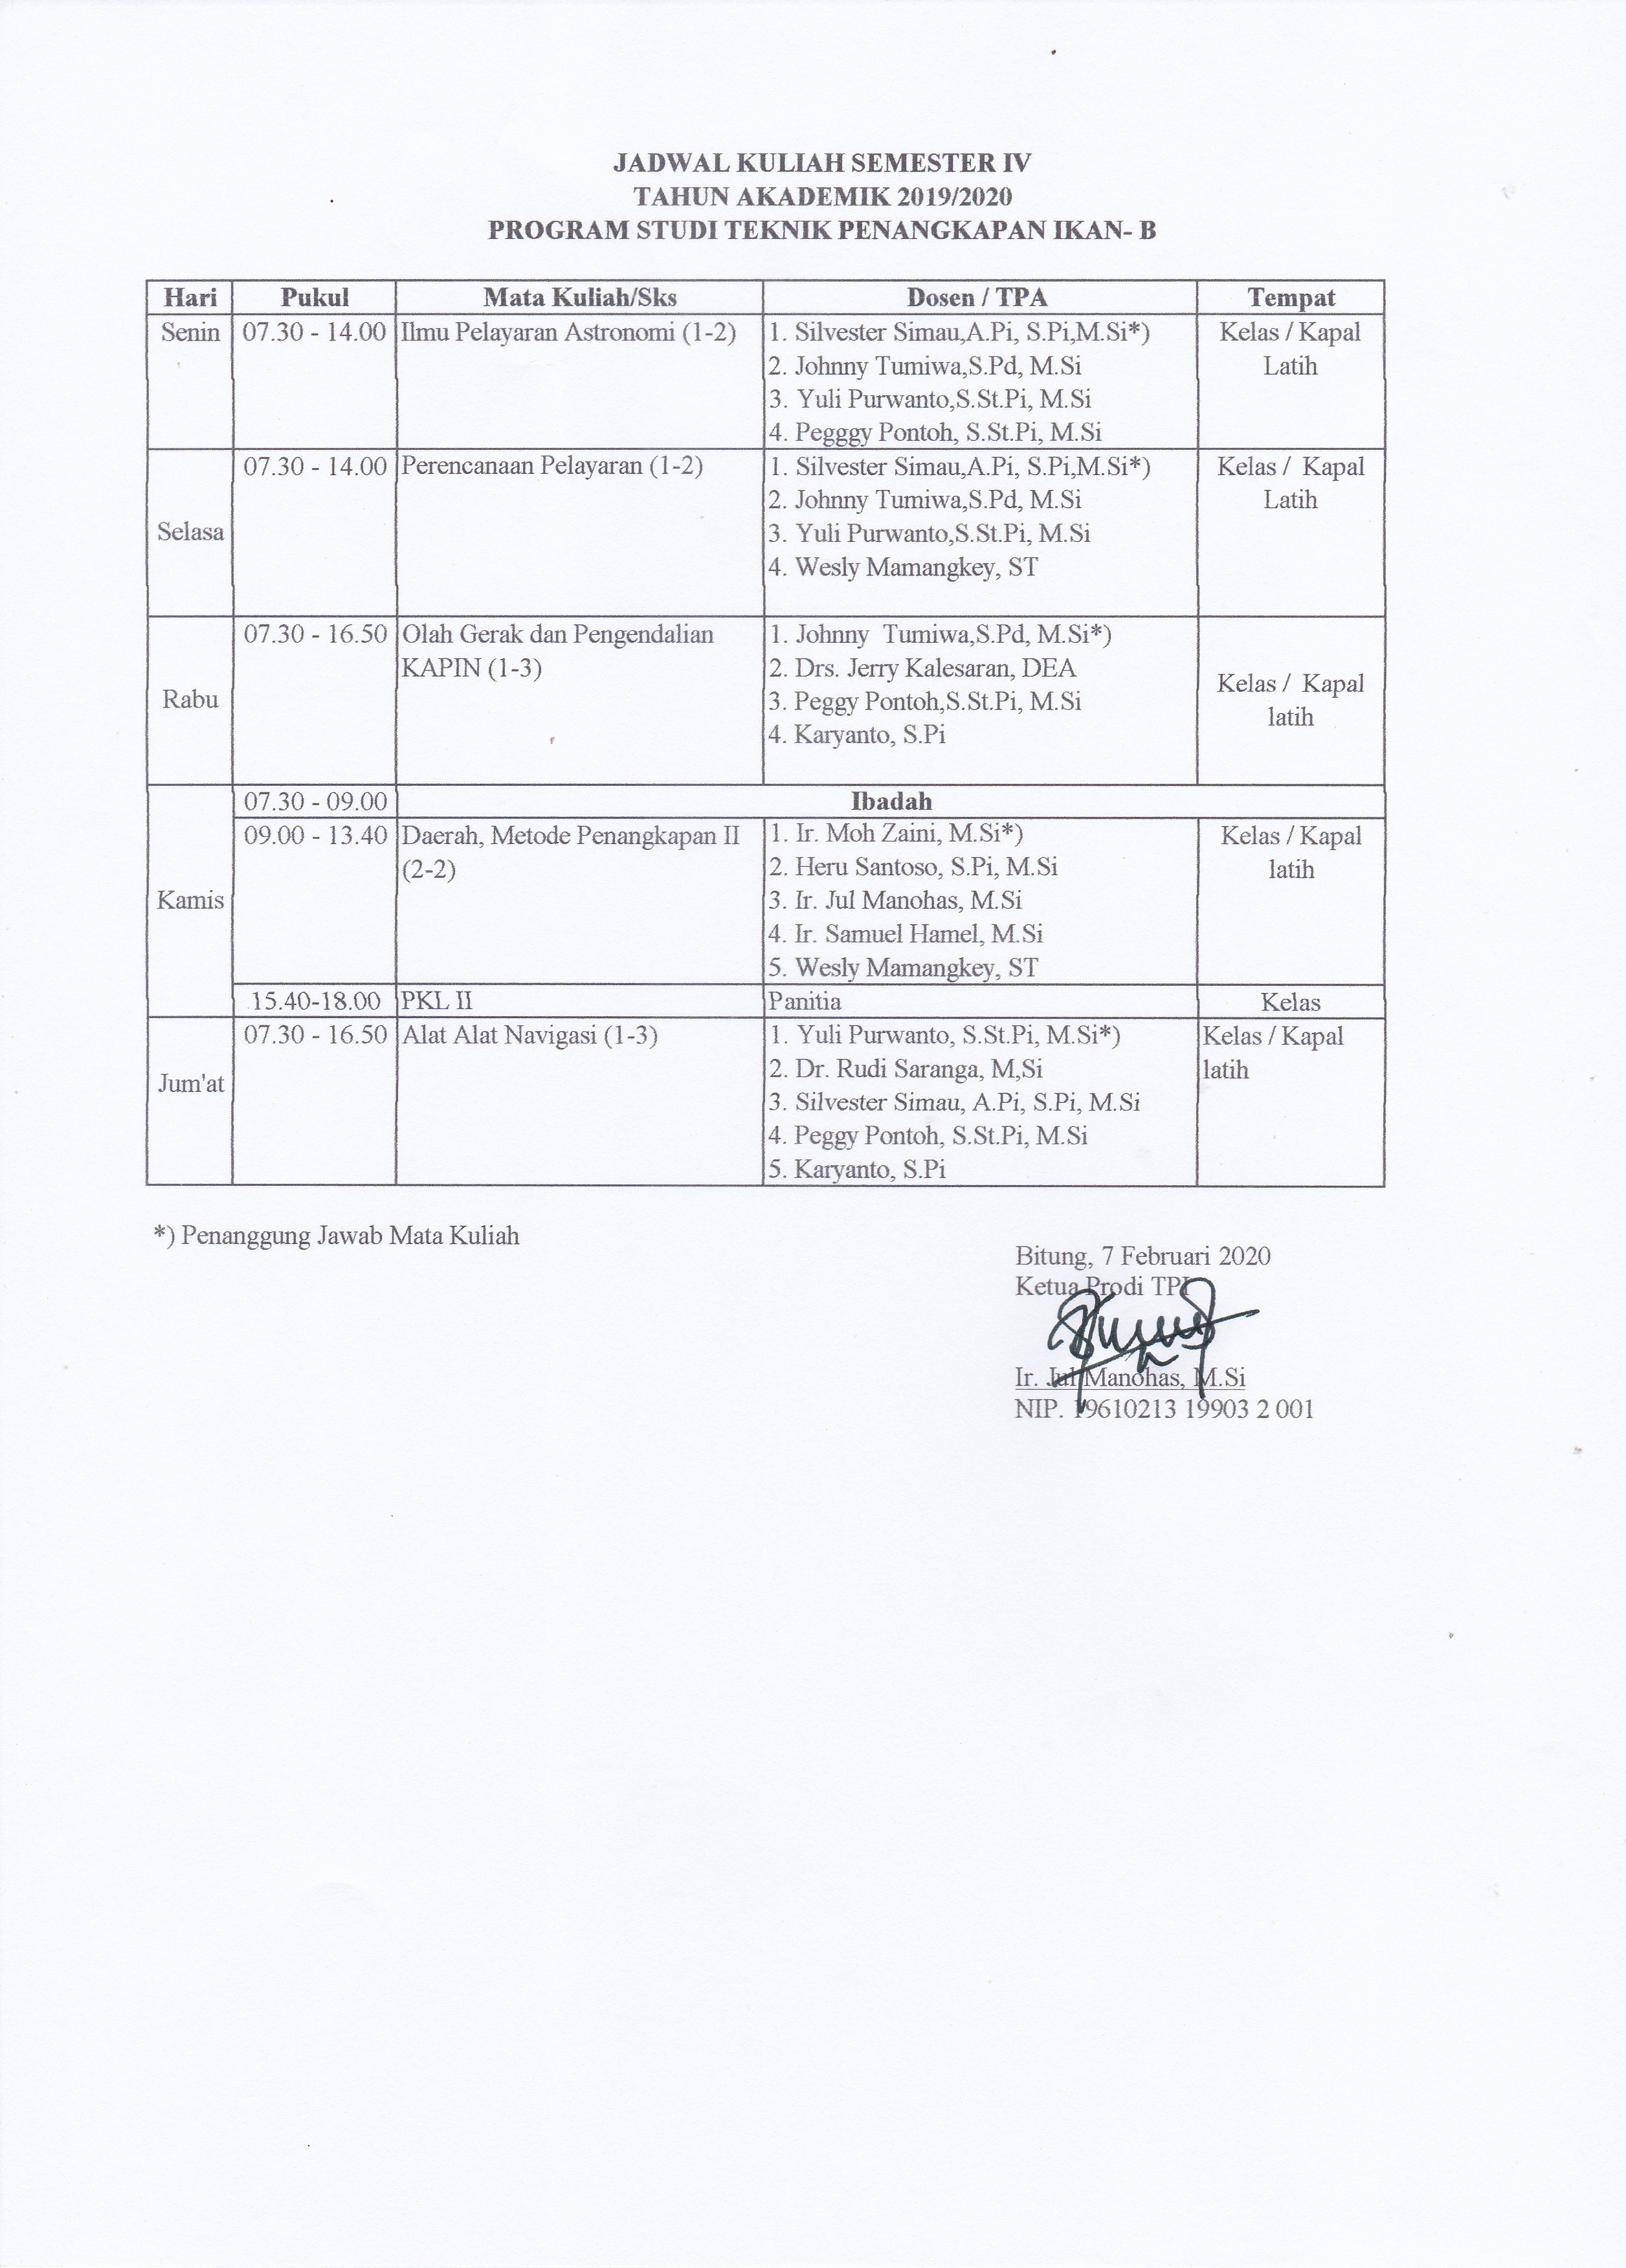 JADWAL KULIAH SEMESTER IV
TAHUN AKADEMIK 2019/2020
PROGRAM STUDI TEKNIK PENANGKAPAN IKAN- B
Hari Pukul Mata Kuliah/Sks Dosen / TPA Tempat
Senin 07.30 - 14.00 Ilmu Pelayaran Astronomi (1-2) 1. Silvester Simau,A.Pi, S.Pi,M.Si*) Kelas / Kapal
2. Johnny Tumiwa,S.Pd, M.Si Latih
3. Yuli Purwanto,S.St.Pi, M.Si
4. Pegggy Pontoh, S.St.Pi, M.Si
07.30 - 14.00 Perencanaan Pelayaran (1-2) 1. Silvester Simau,A.Pi, S.Pi,M.Si*) Kelas / Kapal
2. Johnny Tumiwa,S.Pd, M.Si Latih
Selasa 3. Yuli Purwanto,S.St.Pi, M.Si
4. Wesly Mamangkey, ST
07.30 - 16.50 Olah Gerak dan Pengendalian 1. Johnny Tumiwa,S.Pd, M.Si*)
KAPIN (1-3) 2. Drs. Jerry Kalesaran, DEA Kelas / Kapal
Rabu 3. Peggy Pontoh,S.St.Pi, M.Si latih
4. Karyanto, S.Pi
07.30 - 09.00 Ibadah
09.00 - 13.40 Daerah, Metode Penangkapan II 1. Ir. Moh Zaini, M.Si*) Kelas / Kapal
(2-2) 2. Heru Santoso, S.Pi, M.Si latih
Kamis 3. Ir. Jul Manohas, M.Si
4. Ir. Samuel Hamel, M.Si
5. Wesly Mamangkey, ST
15.40-18.00 PKL II Panitia Kelas
07.30 - 16.50 Alat Alat Navigasi (1-3) 1. Yuli Purwanto, S.St.Pi, M.Si*) Kelas / Kapal
Jum'at 2. Dr. Rudi Saranga, M,Si latih
3. Silvester Simau, A.Pi, S.Pi, M.Si
4. Peggy Pontoh, S.St.Pi, M.Si
5. Karyanto, S.Pi
*) Penanggung Jawab Mata Kuliah
Bitung, 7 Februari 2020
Ketua Prodi TPI
Ir. Jul Manohas, M.Si
NIP. 19610213 19903 2 001